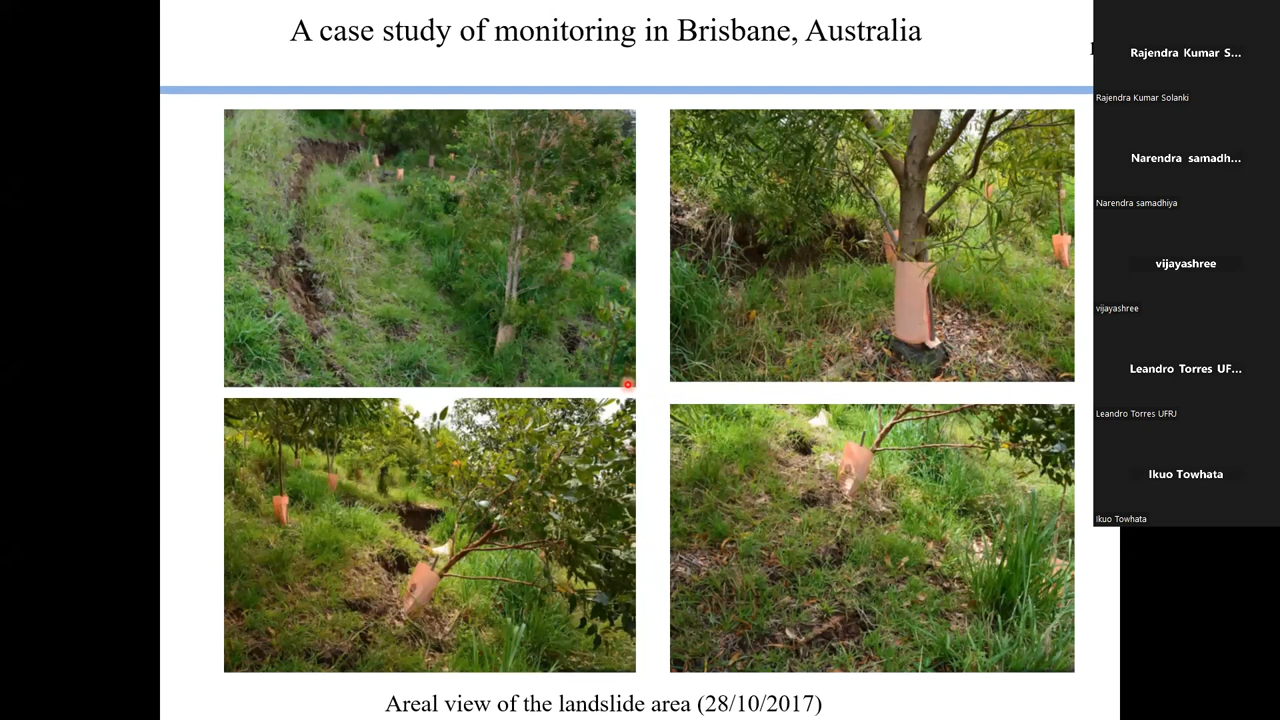 A case study of monitoring in Brisbane, Australia
Areal view of the landslide area (28/10/2017)
Rajendra Kumar S...
Rajendra Kumar Solanki
Narendra samadh...
Narendra samadhiya
vijayashree
vijayashree
Leandro Torres UF...
Leandro Torres UFRJ
Ikuo Towhata
Ikuo Towhata